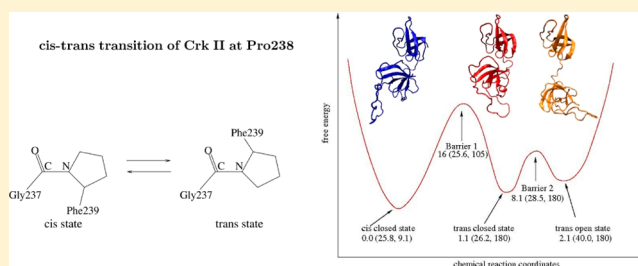 cis-trans transition of Crk II at Pro238
O
C
N
Gly237
Phe239
cis state
Phe239
O
C
N
Gly237
trans state
free energy
Barrier 1
16 (25.6, 105)
Barrier 2
8.1 (28.5, 180)
cis closed state
0.0 (25.8, 9.1)
trans closed state
1.1 (26.2, 180)
trans open state
2.1 (40.0, 180)
chemical reaction coordinates